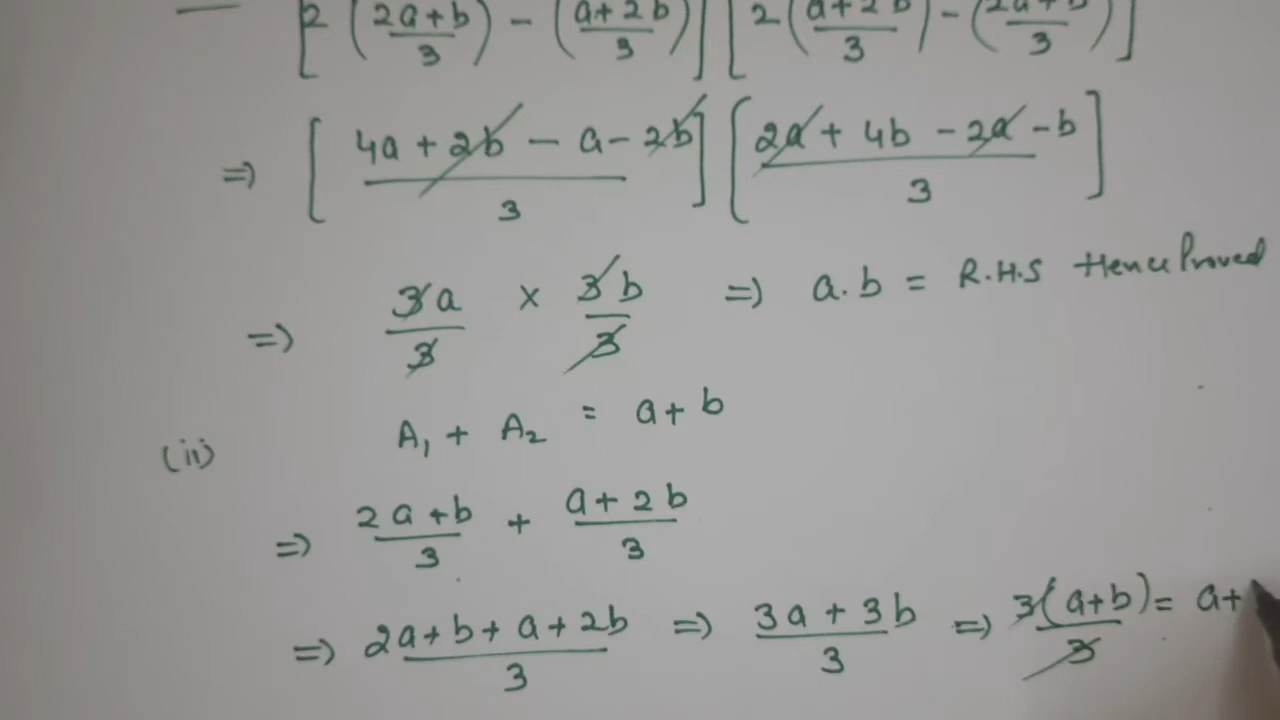 [2 (2a+b/3) - (a+2b/3)] [2 (a+2b/3) - (2a+b/3)]
=> [4a + 2b - a - 2b / 3] [2a + 4b - 2a - b / 3]
=> 3a/3 × 3b/3 => a.b = R.H.S Hence Proved
(ii) A₁ + A₂ = a + b
=> 2a+b/3 + a+2b/3
=> 2a+b+a+2b/3 => 3a+3b/3 => 3(a+b)/3 = a+